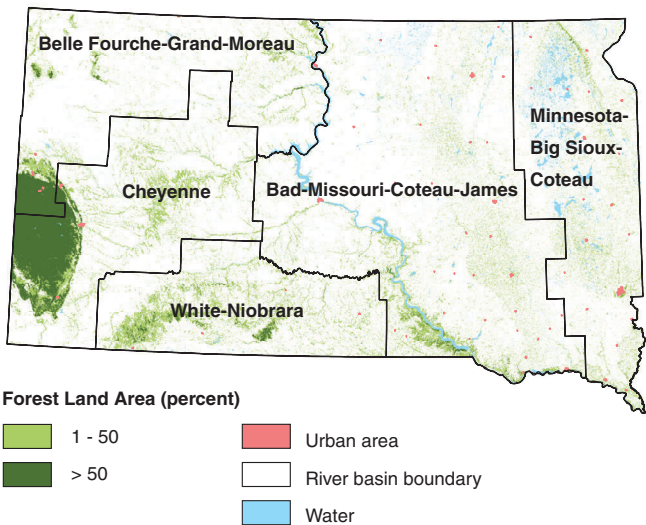 Belle Fourche-Grand-Moreau
Minnesota-
Big Sioux-
Coteau
Cheyenne
Bad-Missouri-Coteau-James
White-Niobrara
Forest Land Area (percent)
1 - 50
> 50
Urban area
River basin boundary
Water